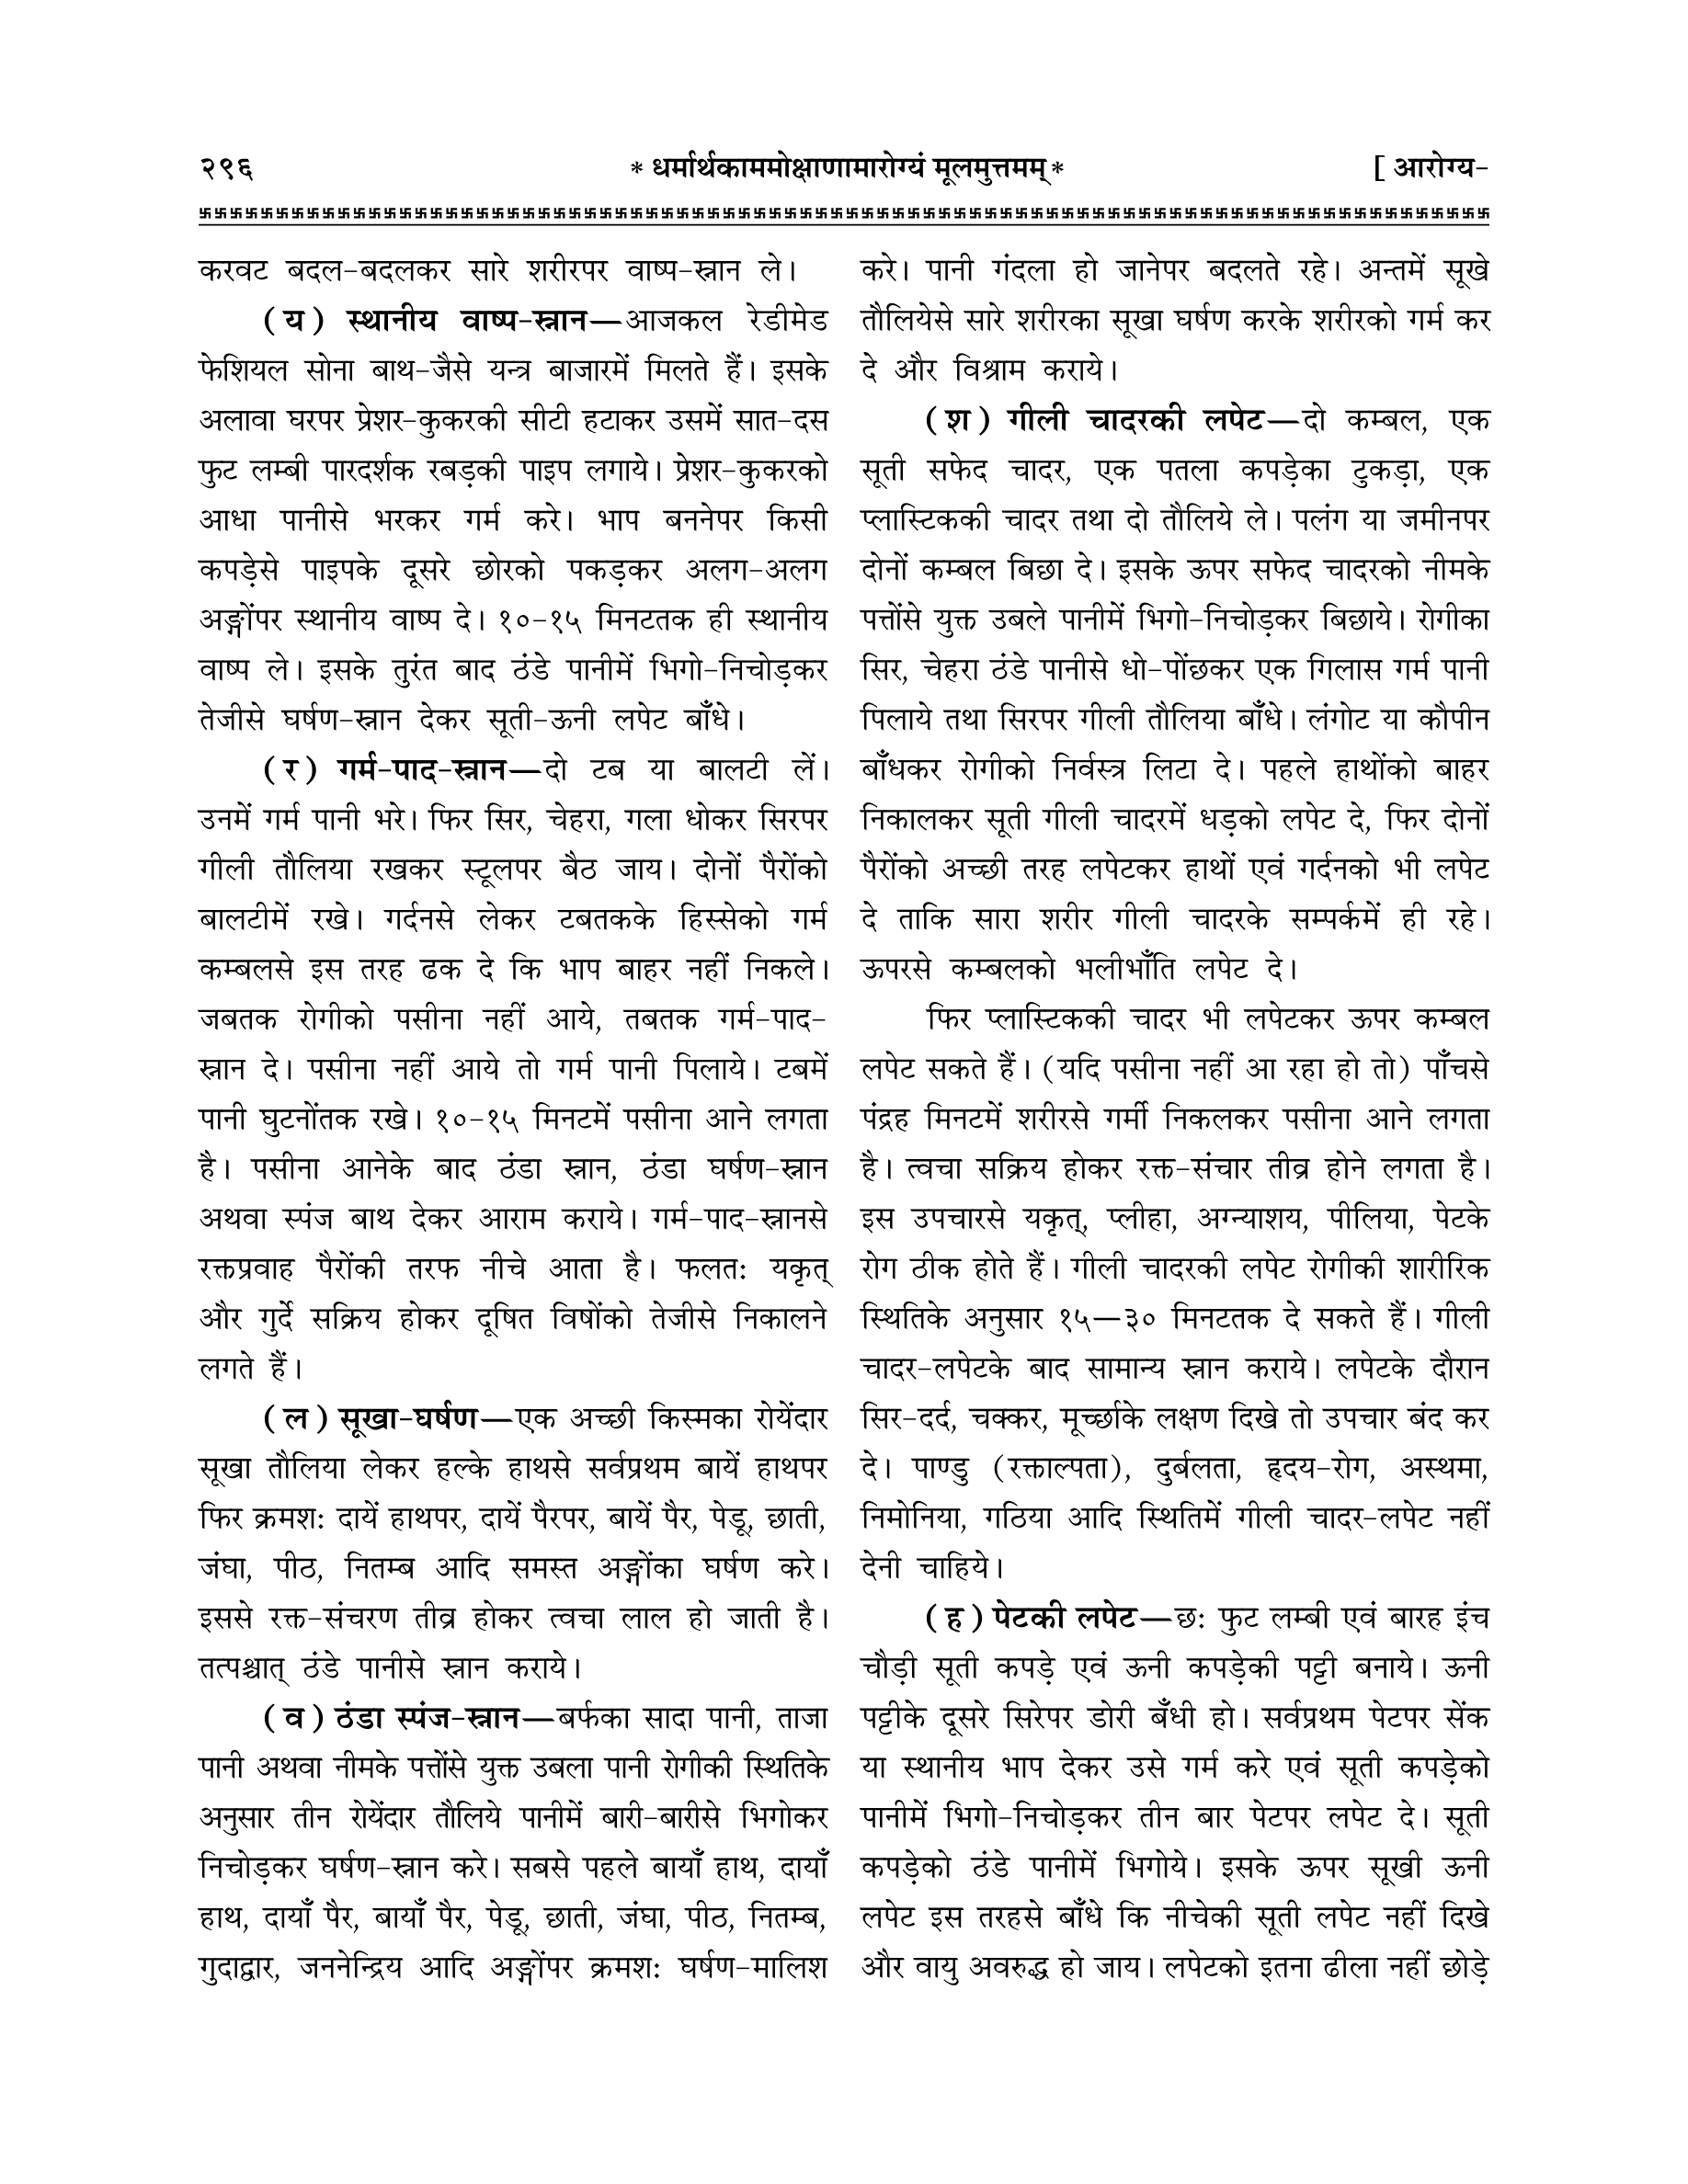 २९६
* धर्मार्थकाममोक्षाणामारोग्यं मूलमुत्तमम् *
[ आरोग्य-
करवट बदल-बदलकर सारे शरीरपर वाष्प-स्नान ले।
( य ) स्थानीय वाष्प-स्नान—आजकल रेडीमेड
फेशियल सोना बाथ-जैसे यन्त्र बाजारमें मिलते हैं। इसके
अलावा घरपर प्रेशर-कुकरकी सीटी हटाकर उसमें सात-दस
फुट लम्बी पारदर्शक रबड़की पाइप लगाये। प्रेशर-कुकरको
आधा पानीसे भरकर गर्म करे। भाप बननेपर किसी
कपड़ेसे पाइपके दूसरे छोरको पकड़कर अलग-अलग
अङ्गोंपर स्थानीय वाष्प दे। १०-१५ मिनटतक ही स्थानीय
वाष्प ले। इसके तुरंत बाद ठंडे पानीमें भिगो-निचोड़कर
तेजीसे घर्षण-स्नान देकर सूती-ऊनी लपेट बाँधे।
( र ) गर्म-पाद-स्नान—दो टब या बालटी लें।
उनमें गर्म पानी भरे। फिर सिर, चेहरा, गला धोकर सिरपर
गीली तौलिया रखकर स्टूलपर बैठ जाय। दोनों पैरोंको
बालटीमें रखे। गर्दनसे लेकर टबतकके हिस्सेको गर्म
कम्बलसे इस तरह ढक दे कि भाप बाहर नहीं निकले।
जबतक रोगीको पसीना नहीं आये, तबतक गर्म-पाद-
स्नान दे। पसीना नहीं आये तो गर्म पानी पिलाये। टबमें
पानी घुटनोंतक रखे। १०-१५ मिनटमें पसीना आने लगता
है। पसीना आनेके बाद ठंडा स्नान, ठंडा घर्षण-स्नान
अथवा स्पंज बाथ देकर आराम कराये। गर्म-पाद-स्नानसे
रक्तप्रवाह पैरोंकी तरफ नीचे आता है। फलतः यकृत्
और गुर्दे सक्रिय होकर दूषित विषोंको तेजीसे निकालने
लगते हैं।
( ल ) सूखा-घर्षण—एक अच्छी किस्मका रोयेंदार
सूखा तौलिया लेकर हल्के हाथसे सर्वप्रथम बायें हाथपर
फिर क्रमशः दायें हाथपर, दायें पैरपर, बायें पैर, पेडू, छाती,
जंघा, पीठ, नितम्ब आदि समस्त अङ्गोंका घर्षण करे।
इससे रक्त-संचरण तीव्र होकर त्वचा लाल हो जाती है।
तत्पश्चात् ठंडे पानीसे स्नान कराये।
( व ) ठंडा स्पंज-स्नान—बर्फका सादा पानी, ताजा
पानी अथवा नीमके पत्तोंसे युक्त उबला पानी रोगीकी स्थितिके
अनुसार तीन रोयेंदार तौलिये पानीमें बारी-बारीसे भिगोकर
निचोड़कर घर्षण-स्नान करे। सबसे पहले बायाँ हाथ, दायाँ
हाथ, दायाँ पैर, बायाँ पैर, पेडू, छाती, जंघा, पीठ, नितम्ब,
गुदाद्वार, जननेन्द्रिय आदि अङ्गोंपर क्रमशः घर्षण-मालिश
करे। पानी गंदला हो जानेपर बदलते रहे। अन्तमें सूखे
तौलियेसे सारे शरीरका सूखा घर्षण करके शरीरको गर्म कर
दे और विश्राम कराये।
( श ) गीली चादरकी लपेट—दो कम्बल, एक
सूती सफेद चादर, एक पतला कपड़ेका टुकड़ा, एक
प्लास्टिककी चादर तथा दो तौलिये ले। पलंग या जमीनपर
दोनों कम्बल बिछा दे। इसके ऊपर सफेद चादरको नीमके
पत्तोंसे युक्त उबले पानीमें भिगो-निचोड़कर बिछाये। रोगीका
सिर, चेहरा ठंडे पानीसे धो-पोंछकर एक गिलास गर्म पानी
पिलाये तथा सिरपर गीली तौलिया बाँधे। लंगोट या कौपीन
बाँधकर रोगीको निर्वस्त्र लिटा दे। पहले हाथोंको बाहर
निकालकर सूती गीली चादरमें धड़को लपेट दे, फिर दोनों
पैरोंको अच्छी तरह लपेटकर हाथों एवं गर्दनको भी लपेट
दे ताकि सारा शरीर गीली चादरके सम्पर्कमें ही रहे।
ऊपरसे कम्बलको भलीभाँति लपेट दे।
फिर प्लास्टिककी चादर भी लपेटकर ऊपर कम्बल
लपेट सकते हैं। (यदि पसीना नहीं आ रहा हो तो) पाँचसे
पंद्रह मिनटमें शरीरसे गर्मी निकलकर पसीना आने लगता
है। त्वचा सक्रिय होकर रक्त-संचार तीव्र होने लगता है।
इस उपचारसे यकृत्, प्लीहा, अग्न्याशय, पीलिया, पेटके
रोग ठीक होते हैं। गीली चादरकी लपेट रोगीकी शारीरिक
स्थितिके अनुसार १५—३० मिनटतक दे सकते हैं। गीली
चादर-लपेटके बाद सामान्य स्नान कराये। लपेटके दौरान
सिर-दर्द, चक्कर, मूर्च्छाके लक्षण दिखे तो उपचार बंद कर
दे। पाण्डु (रक्ताल्पता), दुर्बलता, हृदय-रोग, अस्थमा,
निमोनिया, गठिया आदि स्थितिमें गीली चादर-लपेट नहीं
देनी चाहिये।
( ह ) पेटकी लपेट—छः फुट लम्बी एवं बारह इंच
चौड़ी सूती कपड़े एवं ऊनी कपड़ेकी पट्टी बनाये। ऊनी
पट्टीके दूसरे सिरेपर डोरी बँधी हो। सर्वप्रथम पेटपर सेंक
या स्थानीय भाप देकर उसे गर्म करे एवं सूती कपड़ेको
पानीमें भिगो-निचोड़कर तीन बार पेटपर लपेट दे। सूती
कपड़ेको ठंडे पानीमें भिगोये। इसके ऊपर सूखी ऊनी
लपेट इस तरहसे बाँधे कि नीचेकी सूती लपेट नहीं दिखे
और वायु अवरुद्ध हो जाय। लपेटको इतना ढीला नहीं छोड़े